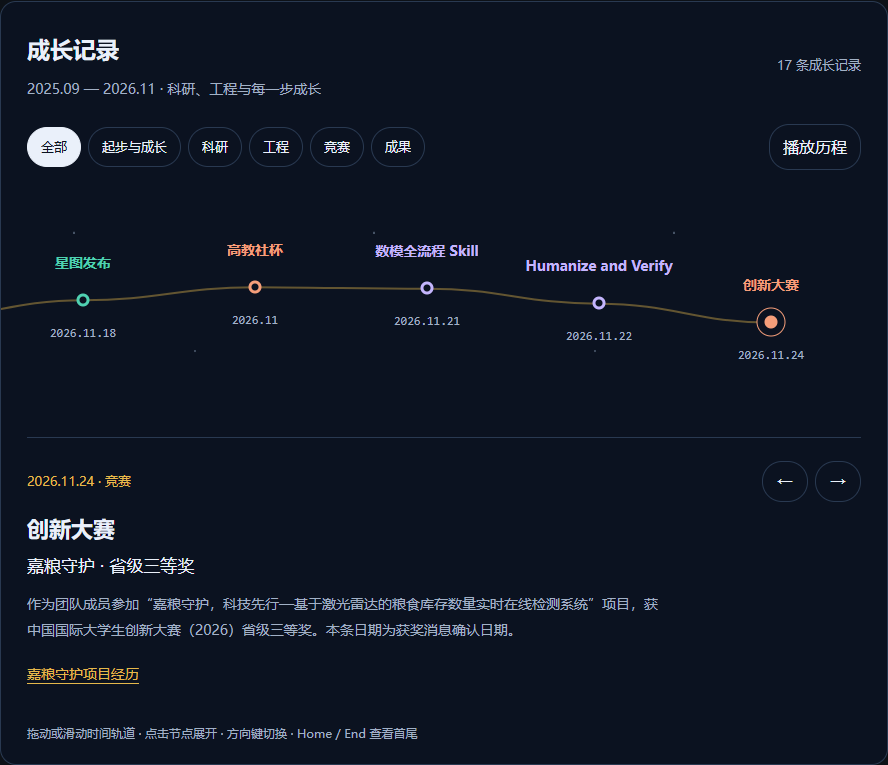 成长记录
17 条成长记录
2025.09 — 2026.11 · 科研、工程与每一步成长
全部
起步与成长
科研
工程
竞赛
成果
播放历程
星图发布
2026.11.18
高教社杯
2026.11
数模全流程 Skill
2026.11.21
Humanize and Verify
2026.11.22
创新大赛
2026.11.24
2026.11.24 · 竞赛
←
→
创新大赛
嘉粮守护 · 省级三等奖
作为团队成员参加“嘉粮守护，科技先行—基于激光雷达的粮食库存数量实时在线检测系统”项目，获
中国国际大学生创新大赛（2026）省级三等奖。本条日期为获奖消息确认日期。
嘉粮守护项目经历
拖动或滑动时间轨道 · 点击节点展开 · 方向键切换 · Home / End 查看首尾